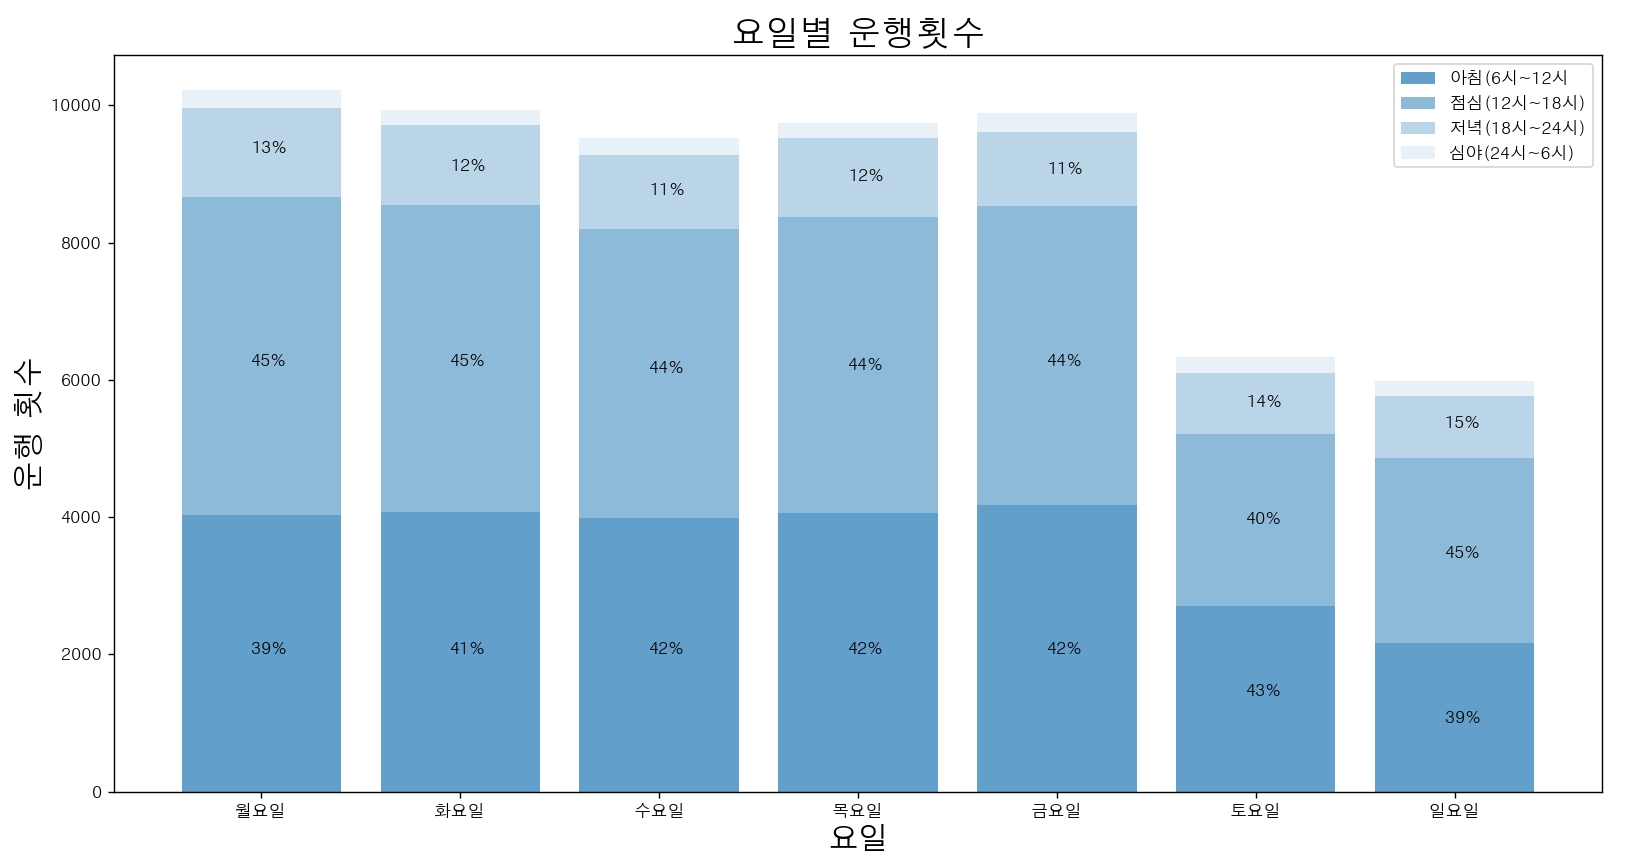 요일별 운행횟수
아침(6시~12시
점심(12시~18시)
저녁(18시~24시)
심야(24시~6시)
운행 횟수
10000
8000
6000
4000
2000
0
13%
12%
11%
12%
11%
14%
15%
45%
45%
44%
44%
44%
40%
45%
39%
41%
42%
42%
42%
43%
39%
월요일
화요일
수요일
목요일
금요일
토요일
일요일
요일